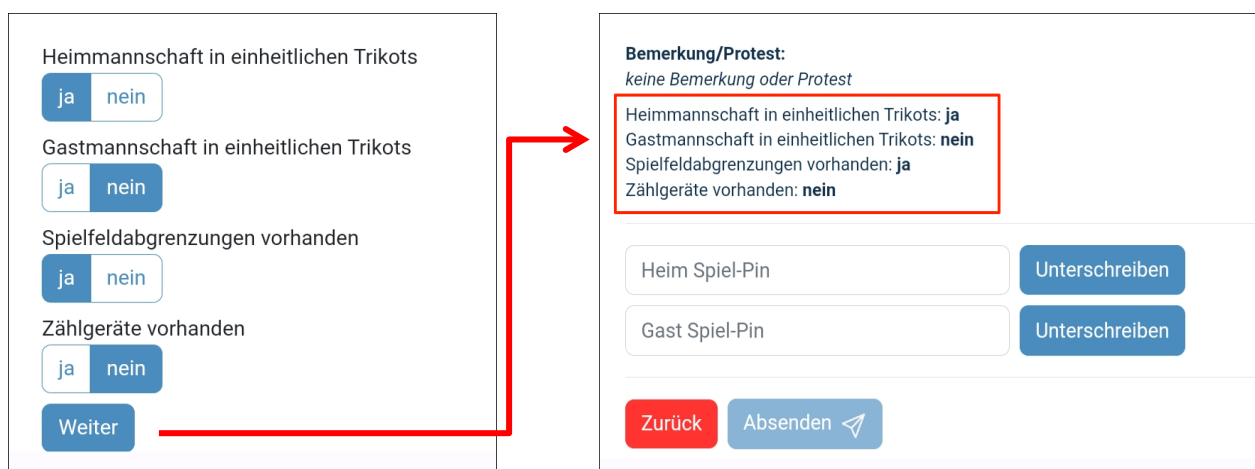 Heimmannschaft in einheitlichen Trikots
ja nein
Gastmannschaft in einheitlichen Trikots
ja nein
Spielfeldabgrenzungen vorhanden
ja nein
Zählgeräte vorhanden
ja nein
Weiter
Bemerkung/Protest:
keine Bemerkung oder Protest
Heimmannschaft in einheitlichen Trikots: ja
Gastmannschaft in einheitlichen Trikots: nein
Spielfeldabgrenzungen vorhanden: ja
Zählgeräte vorhanden: nein
Heim Spiel-Pin Unterschreiben
Gast Spiel-Pin Unterschreiben
Zurück Absenden